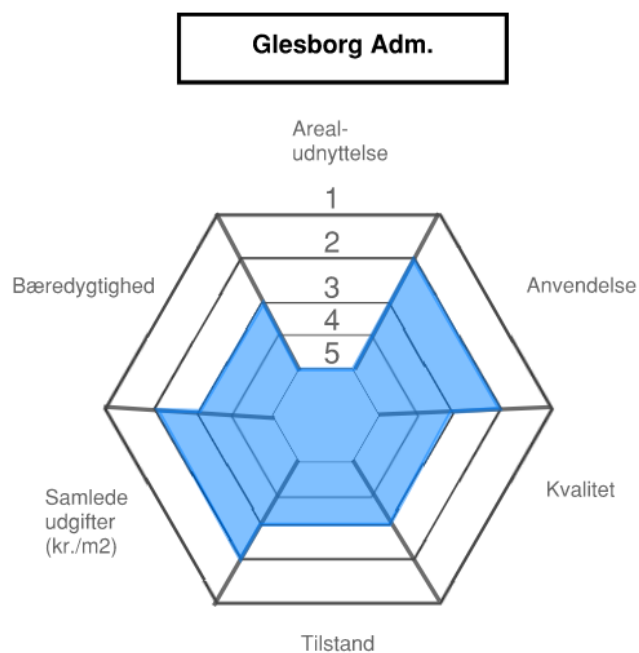 Glesborg Adm.
Areal-
udnyttelse
1
2
3
4
5
Bæredygtighed
Anvendelse
Samlede
udgifter
(kr./m2)
Kvalitet
Tilstand